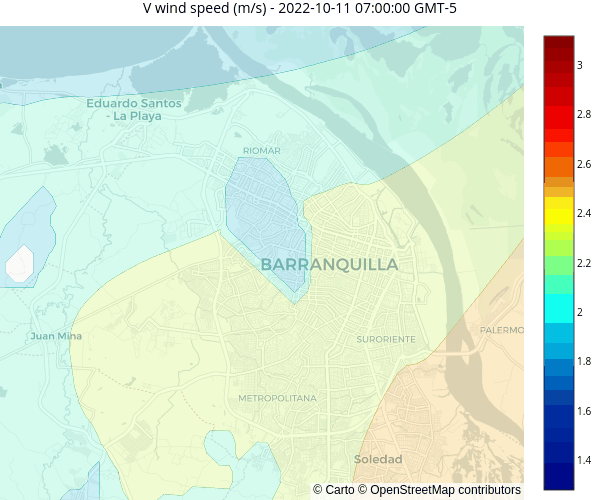 V wind speed (m/s) - 2022-10-11 07:00:00 GMT-5
Eduardo Santos
- La Playa
RIOMAR
BARRANQUILLA
Juan Mina
SURORIENTE
PALERMO
METROPOLITANA
Soledad
© Carto © OpenStreetMap contributors
3
2.8
2.6
2.4
2.2
2
1.8
1.6
1.4